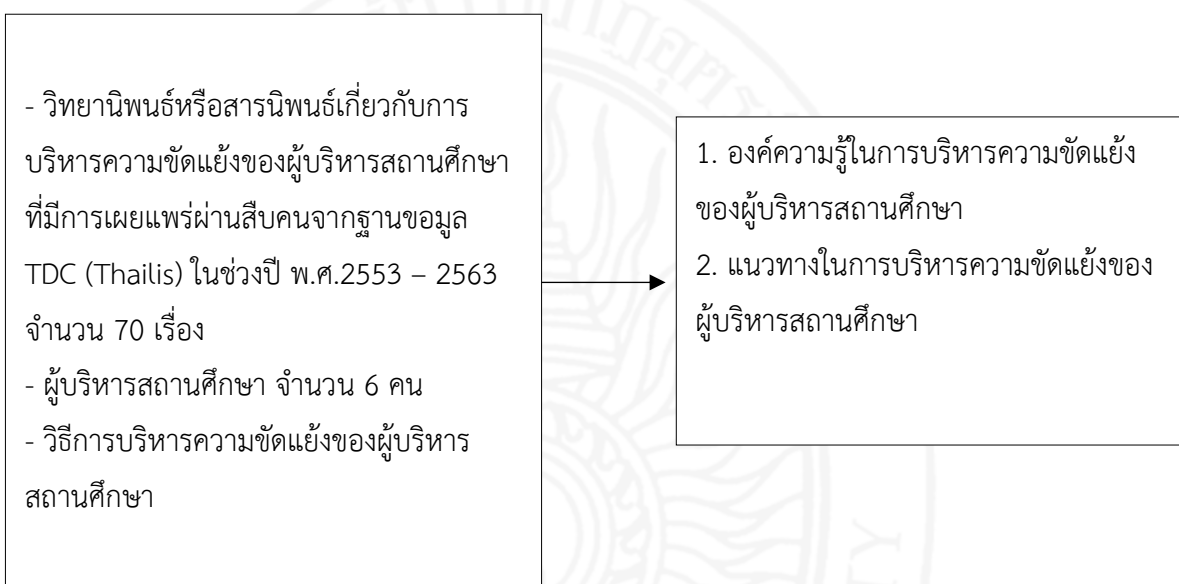 - วิทยานิพนธ์หรือสารนิพนธ์เกี่ยวกับการ
บริหารความขัดแย้งของผู้บริหารสถานศึกษา
ที่มีการเผยแพร่ผ่านสืบคนจากฐานขอมูล
TDC (Thailis) ในช่วงปี พ.ศ.2553 – 2563
จำนวน 70 เรื่อง
- ผู้บริหารสถานศึกษา จำนวน 6 คน
- วิธีการบริหารความขัดแย้งของผู้บริหาร
สถานศึกษา
1. องค์ความรู้ในการบริหารความขัดแย้ง
ของผู้บริหารสถานศึกษา
2. แนวทางในการบริหารความขัดแย้งของ
ผู้บริหารสถานศึกษา